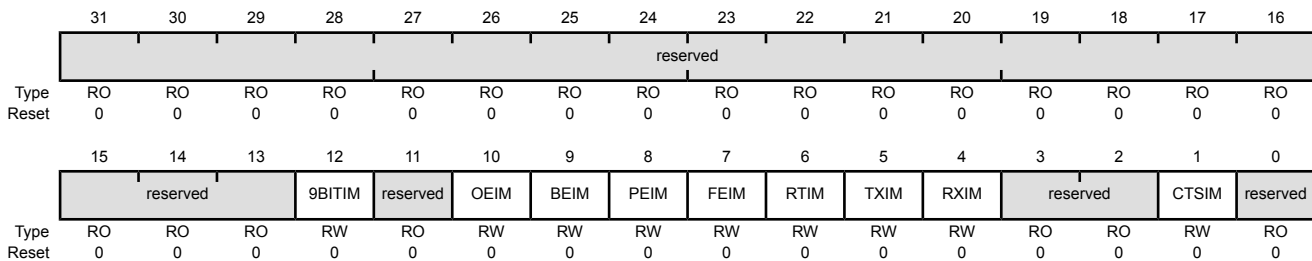 31 30 29 28 27 26 25 24 23 22 21 20 19 18 17 16
reserved
Type RO RO RO RO RO RO RO RO RO RO RO RO RO RO RO RO
Reset 0 0 0 0 0 0 0 0 0 0 0 0 0 0 0 0
15 14 13 12 11 10 9 8 7 6 5 4 3 2 1 0
reserved 9BITIM reserved OEIM BEIM PEIM FEIM RTIM TXIM RXIM reserved CTSIM reserved
Type RO RO RO RW RO RW RW RW RW RW RW RW RO RO RW RO
Reset 0 0 0 0 0 0 0 0 0 0 0 0 0 0 0 0